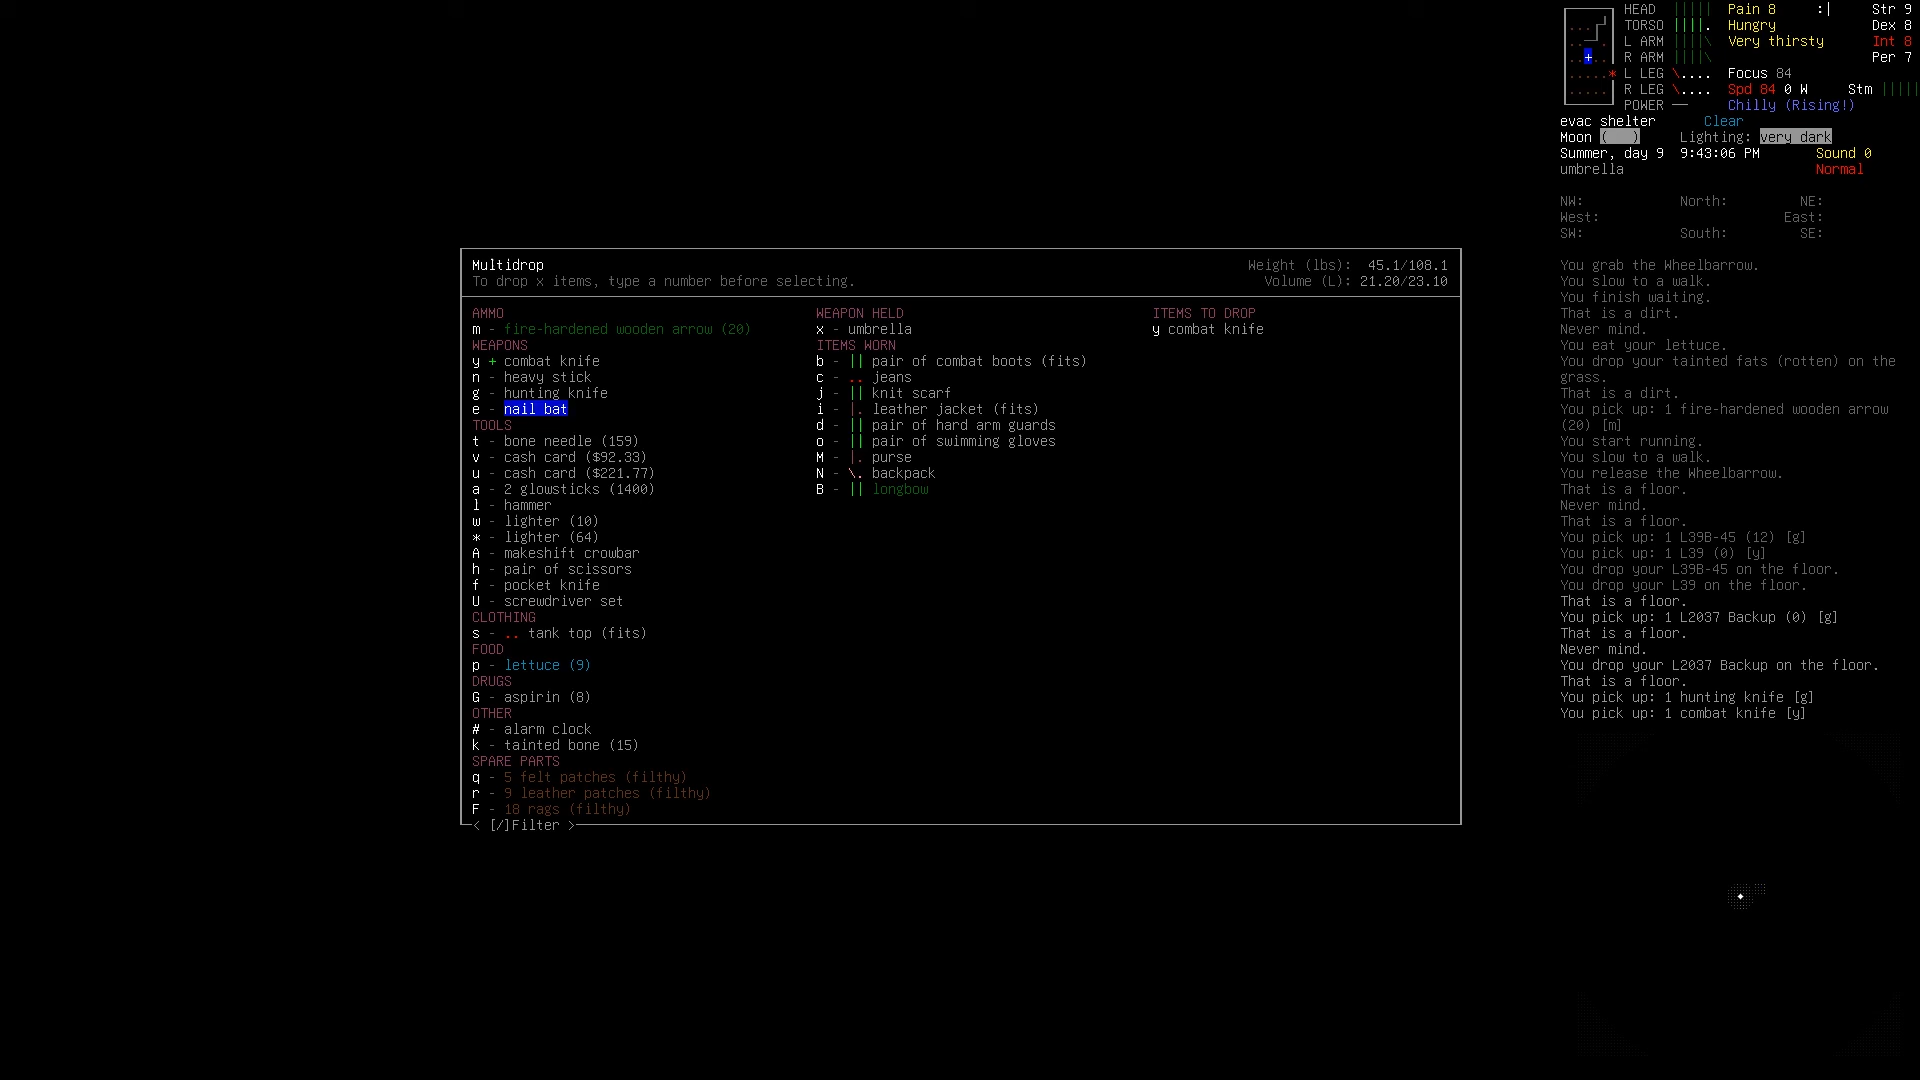 Multidrop
To drop x items, type a number before selecting.
Weight (lbs): 45.1/108.1
Volume (L): 21.20/23.10
AMMO
m - fire-hardened wooden arrow (20)
WEAPONS
y + combat knife
n - heavy stick
g - hunting knife
e - nail bat
TOOLS
t - bone needle (159)
v - cash card ($92.33)
u - cash card ($221.77)
a - 2 glowsticks (1400)
l - hammer
w - lighter (10)
* - lighter (64)
A - makeshift crowbar
h - pair of scissors
f - pocket knife
U - screwdriver set
CLOTHING
s - .. tank top (fits)
FOOD
p - lettuce (9)
DRUGS
G - aspirin (8)
OTHER
# - alarm clock
k - tainted bone (15)
SPARE PARTS
q - 5 felt patches (filthy)
r - 9 leather patches (filthy)
F - 18 rags (filthy)
< [/]Filter >
WEAPON HELD
x - umbrella
ITEMS WORN
b - || pair of combat boots (fits)
c - .. jeans
j - || knit scarf
i - |. leather jacket (fits)
d - || pair of hard arm guards
o - || pair of swimming gloves
M - |. purse
N - \. backpack
B - || longbow
ITEMS TO DROP
y combat knife
HEAD ||||| Pain 8 :| Str 9
TORSO ||||. Hungry Dex 8
L ARM ||||\ Very thirsty Int 8
R ARM ||||\ Per 7
L LEG \.... Focus 84
R LEG \.... Spd 84 0 W Stm |||||
POWER — Chilly (Rising!)
evac shelter Clear
Moon (   ) Lighting: very dark
Summer, day 9 9:43:06 PM Sound 0
umbrella Normal
NW: North: NE:
West: East:
SW: South: SE:
You grab the Wheelbarrow.
You slow to a walk.
You finish waiting.
That is a dirt.
Never mind.
You eat your lettuce.
You drop your tainted fats (rotten) on the
grass.
That is a dirt.
You pick up: 1 fire-hardened wooden arrow
(20) [m]
You start running.
You slow to a walk.
You release the Wheelbarrow.
That is a floor.
Never mind.
That is a floor.
You pick up: 1 L39B-45 (12) [g]
You pick up: 1 L39 (0) [y]
You drop your L39B-45 on the floor.
You drop your L39 on the floor.
That is a floor.
You pick up: 1 L2037 Backup (0) [g]
That is a floor.
Never mind.
You drop your L2037 Backup on the floor.
That is a floor.
You pick up: 1 hunting knife [g]
You pick up: 1 combat knife [y]